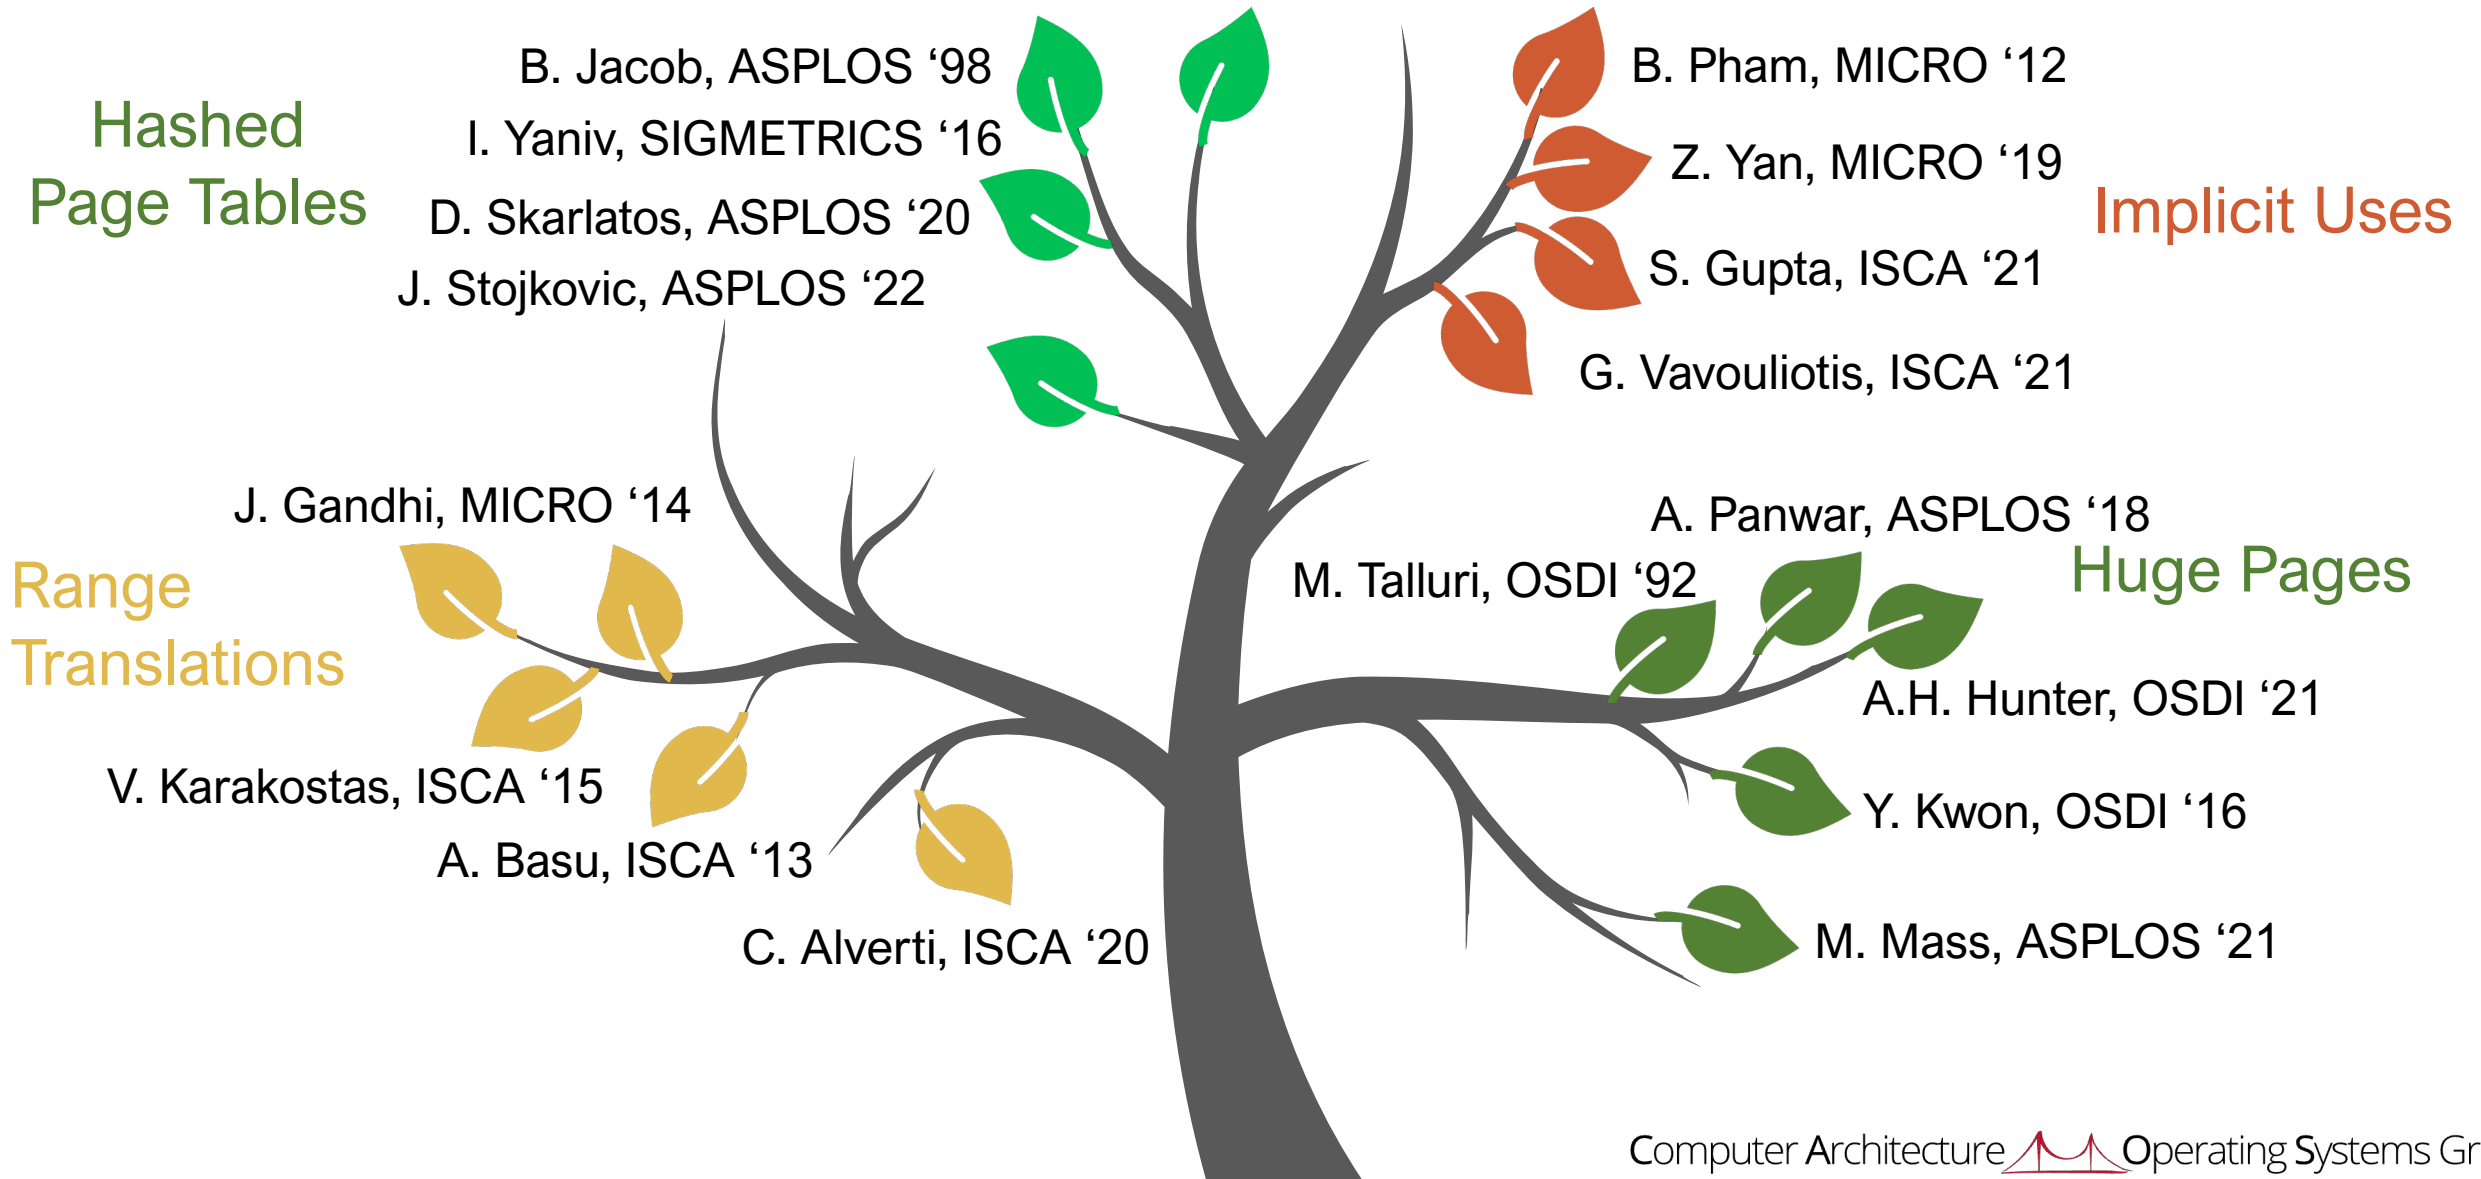 B. Jacob, ASPLOS ‘98
I. Yaniv, SIGMETRICS ‘16
D. Skarlatos, ASPLOS ‘20
J. Stojkovic, ASPLOS ‘22
Hashed
Page Tables
B. Pham, MICRO ‘12
Z. Yan, MICRO ‘19
S. Gupta, ISCA ‘21
G. Vavouliotis, ISCA ‘21
Implicit Uses
J. Gandhi, MICRO ‘14
Range
Translations
V. Karakostas, ISCA ‘15
A. Basu, ISCA ‘13
C. Alverti, ISCA ‘20
A. Panwar, ASPLOS ‘18
M. Talluri, OSDI ‘92
Huge Pages
A.H. Hunter, OSDI ‘21
Y. Kwon, OSDI ‘16
M. Mass, ASPLOS ‘21
Computer Architecture Operating Systems Gr